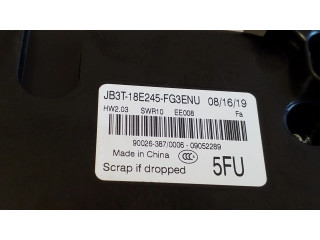 JB3T-18E245-FG3ENU 08/16/19
HW2.03 SWR10 EE008 Fa
90026-387/0006 - 09052289
Made in China CCC 5FU
Scrap if dropped